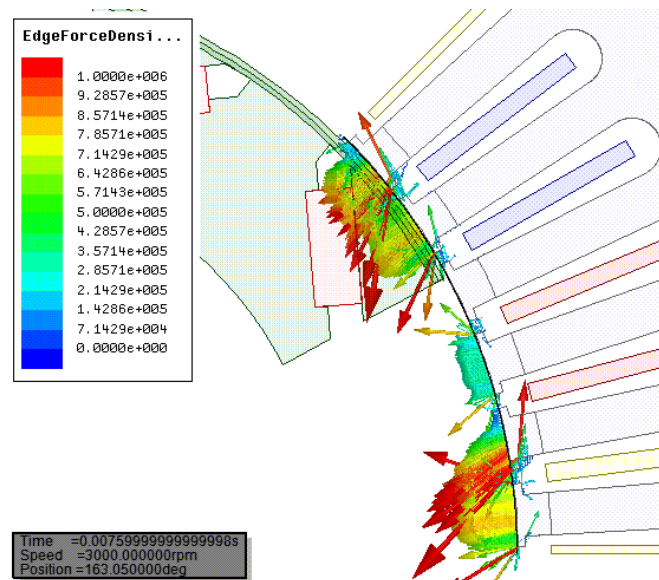 EdgeForceDensi...
1.0000e+006
9.2857e+005
8.5714e+005
7.8571e+005
7.1429e+005
6.4286e+005
5.7143e+005
5.0000e+005
4.2857e+005
3.5714e+005
2.8571e+005
2.1429e+005
1.4286e+005
7.1429e+004
0.0000e+000
Time =0.00759999999999998s
Speed =3000.000000rpm
Position =163.050000deg